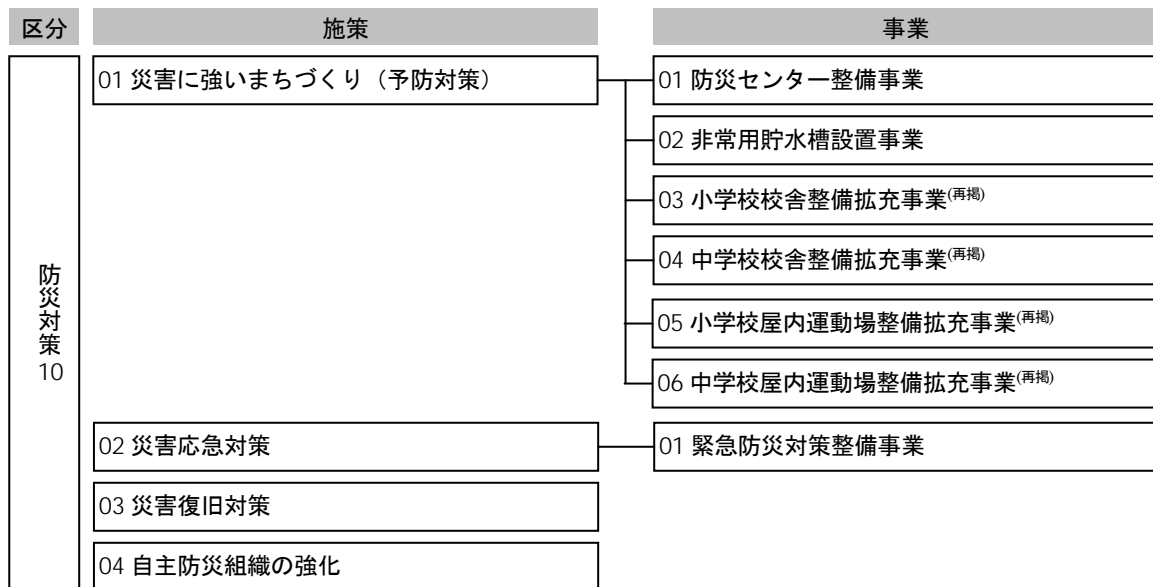 区分
施策
事業
防災対策10
01 災害に強いまちづくり（予防対策）
01 防災センター整備事業
02 非常用貯水槽設置事業
03 小学校校舎整備拡充事業(再掲)
04 中学校校舎整備拡充事業(再掲)
05 小学校屋内運動場整備拡充事業(再掲)
06 中学校屋内運動場整備拡充事業(再掲)
02 災害応急対策
01 緊急防災対策整備事業
03 災害復旧対策
04 自主防災組織の強化